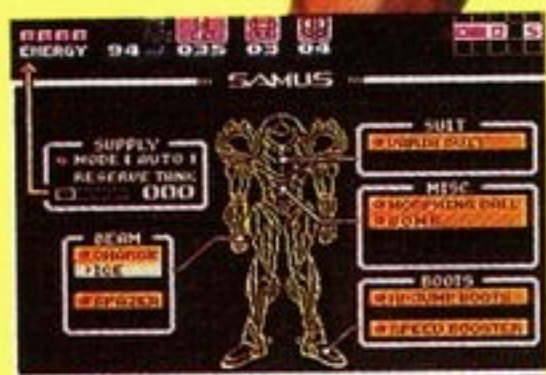 ENERGY 94 035 03 04
SAMUS
SUPPLY
MODE [AUTO]
RESERVE TANK
000
SUIT
VARIA SUIT
MISC
MORPHING BALL
BOMB
BEAM
CHARGE
ICE
SPAZER
BOOTS
HI-JUMP BOOTS
SPEED BOOSTER